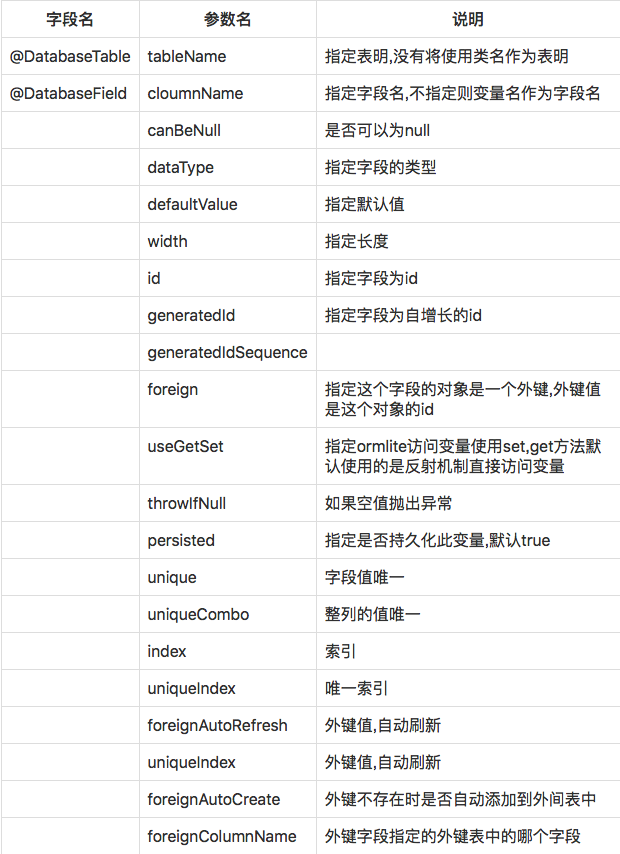 字段名 参数名 说明
@DatabaseTable tableName 指定表明,没有将使用类名作为表明
@DatabaseField cloumnName 指定字段名,不指定则变量名作为字段名
canBeNull 是否可以为null
dataType 指定字段的类型
defaultValue 指定默认值
width 指定长度
id 指定字段为id
generatedId 指定字段为自增长的id
generatedIdSequence
foreign 指定这个字段的对象是一个外键,外键值
是这个对象的id
useGetSet 指定ormlite访问变量使用set,get方法默
认使用的是反射机制直接访问变量
throwIfNull 如果空值抛出异常
persisted 指定是否持久化此变量,默认true
unique 字段值唯一
uniqueCombo 整列的值唯一
index 索引
uniqueIndex 唯一索引
foreignAutoRefresh 外键值,自动刷新
uniqueIndex 外键值,自动刷新
foreignAutoCreate 外键不存在时是否自动添加到外间表中
foreignColumnName 外键字段指定的外键表中的哪个字段